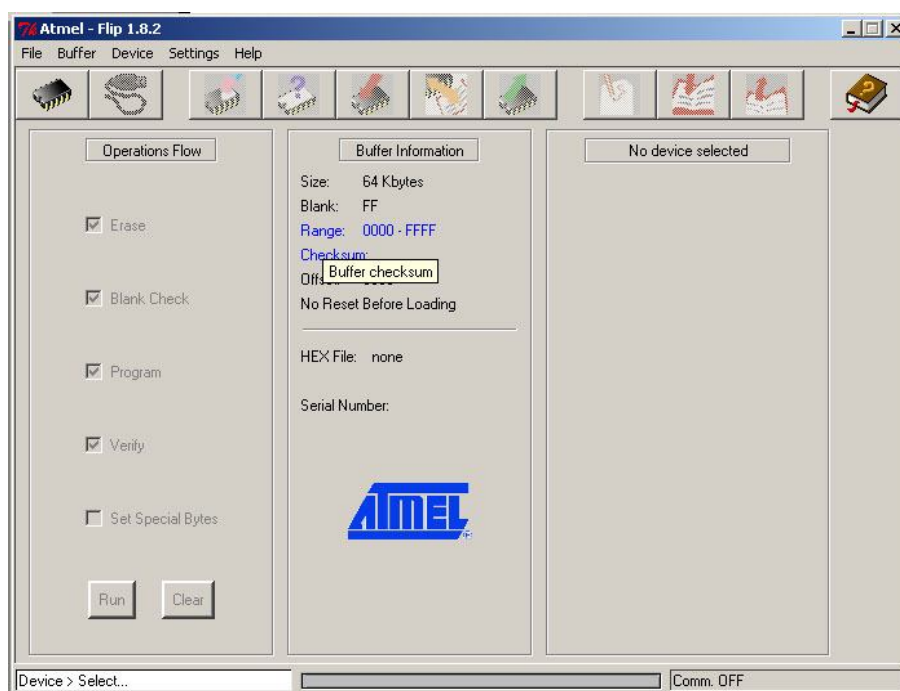 Atmel - Flip 1.8.2
File Buffer Device Settings Help
Operations Flow
Erase
Blank Check
Program
Verify
Set Special Bytes
Run Clear
Buffer Information
Size: 64 Kbytes
Blank: FF
Range: 0000 - FFFF
Checksum:
Buffer checksum
No Reset Before Loading
HEX File: none
Serial Number:
ATMEL
No device selected
Device > Select...
Comm. OFF